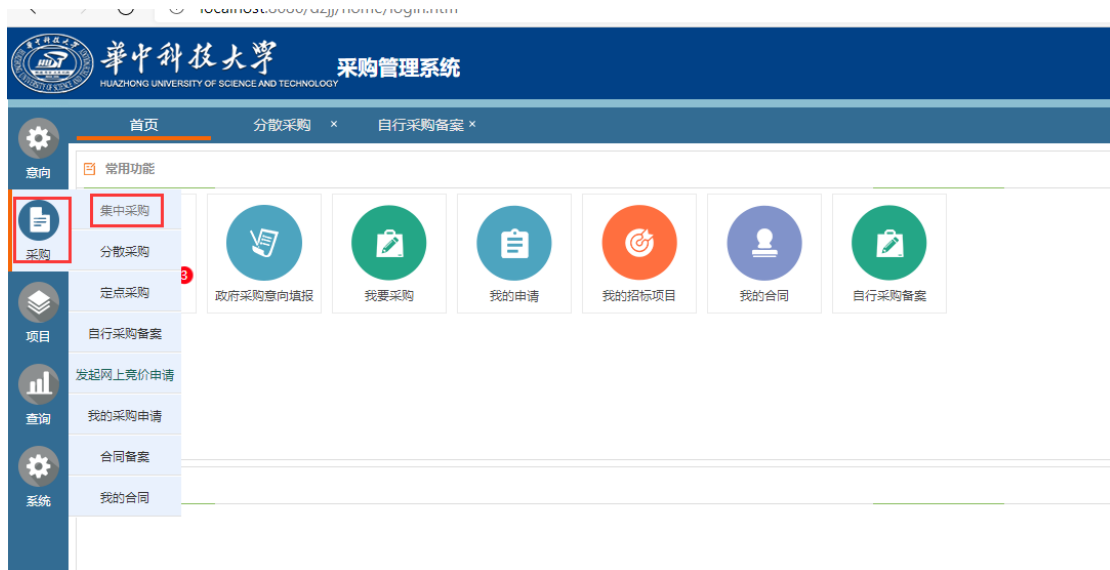 localhost:8080/dzjj/home/login.htm
華中科技大学
HUAZHONG UNIVERSITY OF SCIENCE AND TECHNOLOGY
采购管理系统
首页 分散采购 × 自行采购备案 ×
意向
常用功能
采购
集中采购
分散采购
定点采购
自行采购备案
发起网上竞价申请
我的采购申请
合同备案
我的合同
3
政府采购意向填报 我要采购 我的申请 我的招标项目 我的合同 自行采购备案
项目
查询
系统